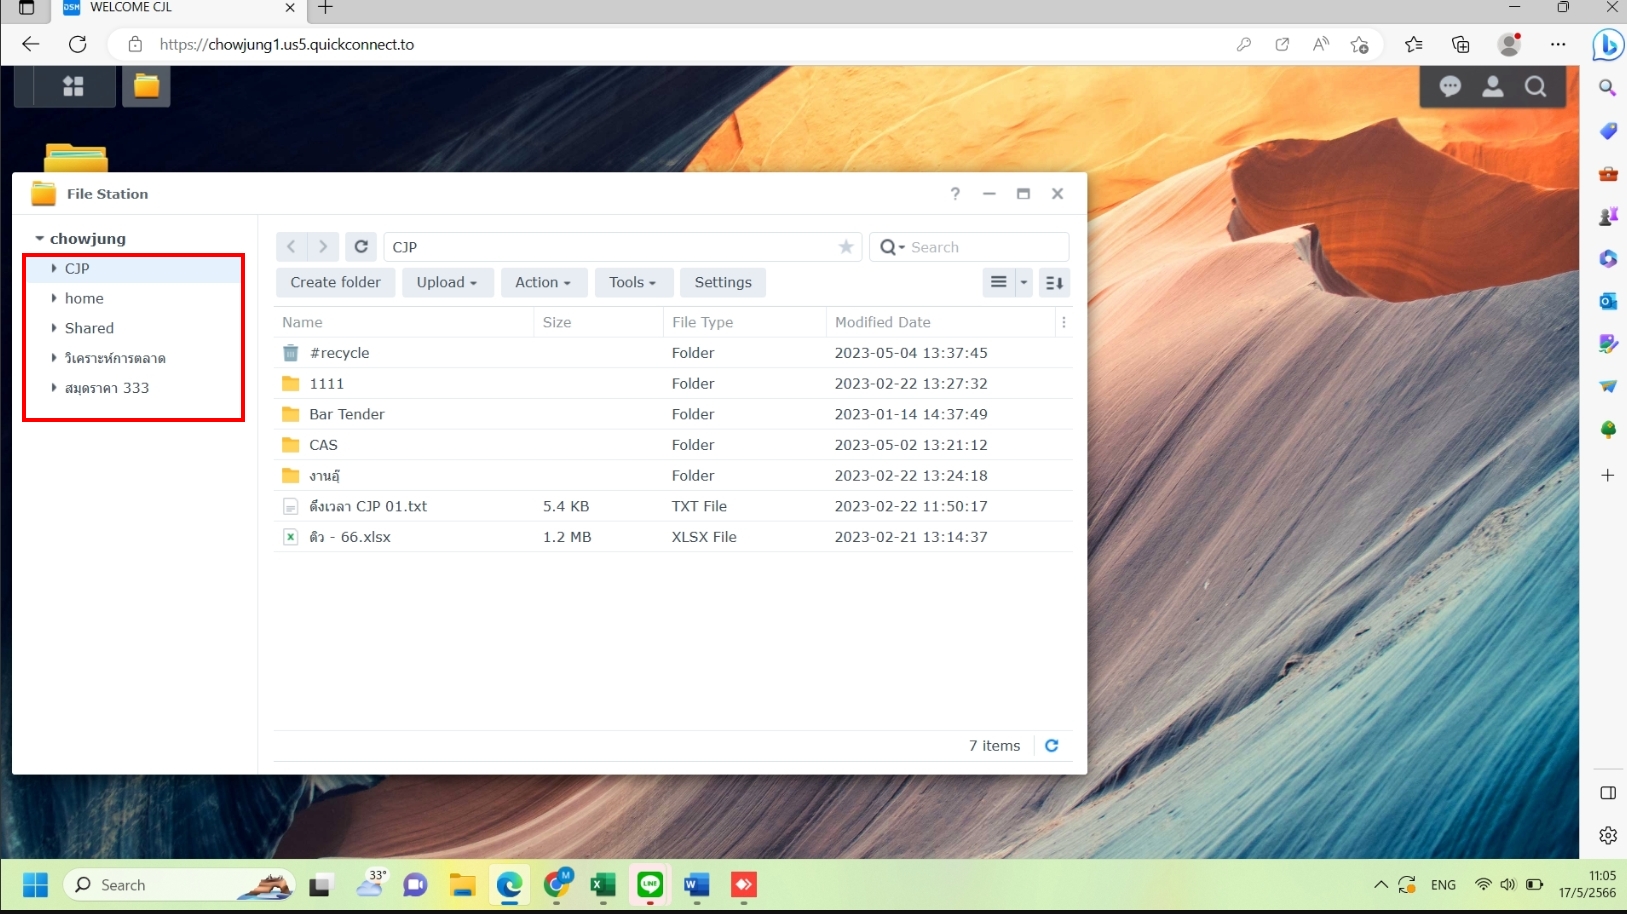 WELCOME CJL
https://chowjung1.us5.quickconnect.to
File Station
chowjung
CJP
home
Shared
วิเคราะห์การตลาด
สมุดราคา 333
CJP
Search
Create folder
Upload
Action
Tools
Settings
Name Size File Type Modified Date
#recycle Folder 2023-05-04 13:37:45
1111 Folder 2023-02-22 13:27:32
Bar Tender Folder 2023-01-14 14:37:49
CAS Folder 2023-05-02 13:21:12
งานอุ๊ Folder 2023-02-22 13:24:18
ดึงเวลา CJP 01.txt 5.4 KB TXT File 2023-02-22 11:50:17
ติว - 66.xlsx 1.2 MB XLSX File 2023-02-21 13:14:37
7 items
Search
33°
ENG
11:05
17/5/2566